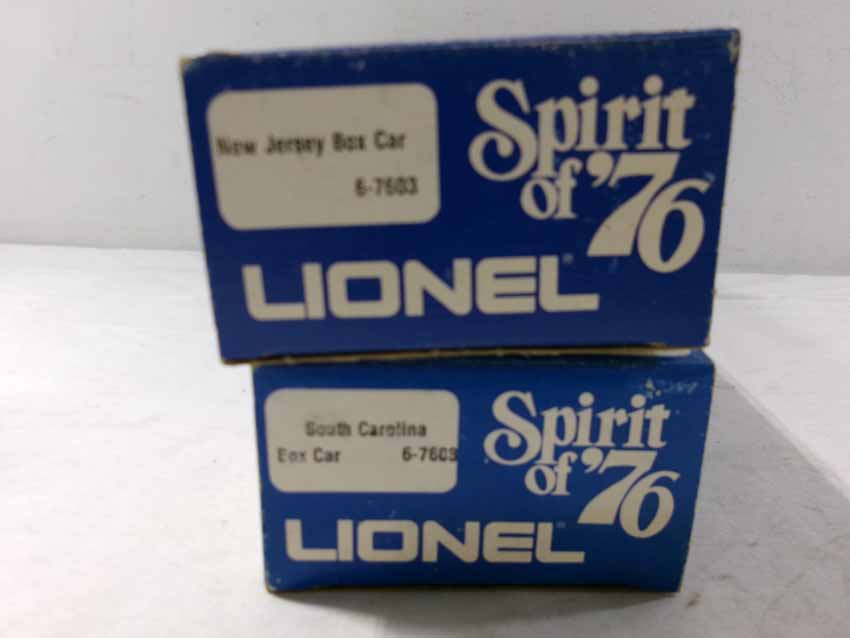 New Jersey Box Car
6-7603
Spirit
of '76
LIONEL
South Carolina
Box Car 6-7603
Spirit
of '76
LIONEL